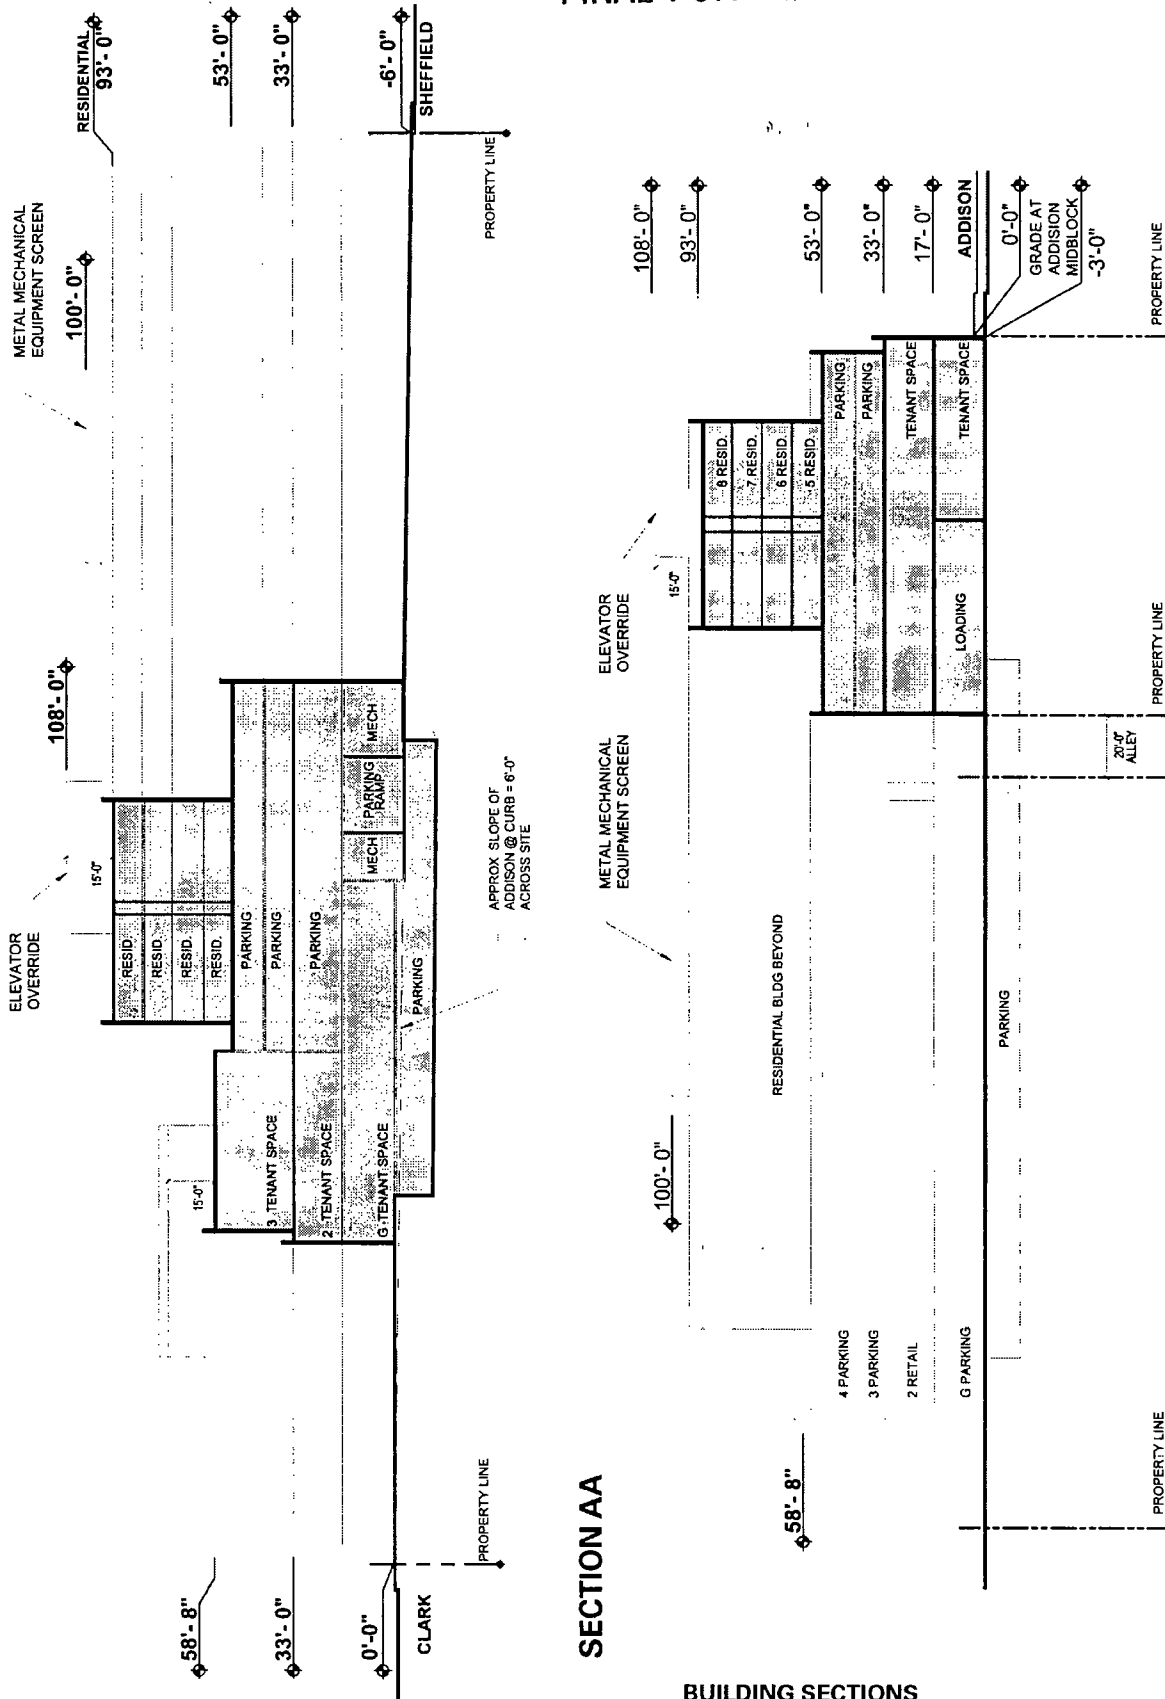 METAL MECHANICAL
EQUIPMENT SCREEN
100'- 0"
RESIDENTIAL
93'- 0"
53'- 0"
33'- 0"
-6'- 0"
SHEFFIELD
PROPERTY LINE
ELEVATOR
OVERRIDE
108'- 0"
15'-0"
RESID.
RESID.
RESID.
RESID.
PARKING
PARKING
PARKING
MECH
PARKING
RAMP
MECH
PARKING
15'-0"
3 TENANT SPACE
2 TENANT SPACE
G TENANT SPACE
APPROX SLOPE OF
ADDISON @ CURB = 6'-0"
ACROSS SITE
58'- 8"
33'- 0"
0'-0"
CLARK
PROPERTY LINE
SECTION AA
108'- 0"
93'- 0"
53'- 0"
33'- 0"
17'- 0"
ADDISON
0'-0"
GRADE AT
ADDISION
MIDBLOCK
-3'-0"
PROPERTY LINE
ELEVATOR
OVERRIDE
15'-0"
8 RESID.
7 RESID.
6 RESID.
5 RESID.
PARKING
PARKING
TENANT SPACE
TENANT SPACE
LOADING
PROPERTY LINE
20'-0"
ALLEY
METAL MECHANICAL
EQUIPMENT SCREEN
RESIDENTIAL BLDG BEYOND
PARKING
100'- 0"
4 PARKING
3 PARKING
2 RETAIL
G PARKING
58'- 8"
PROPERTY LINE
BUILDING SECTIONS